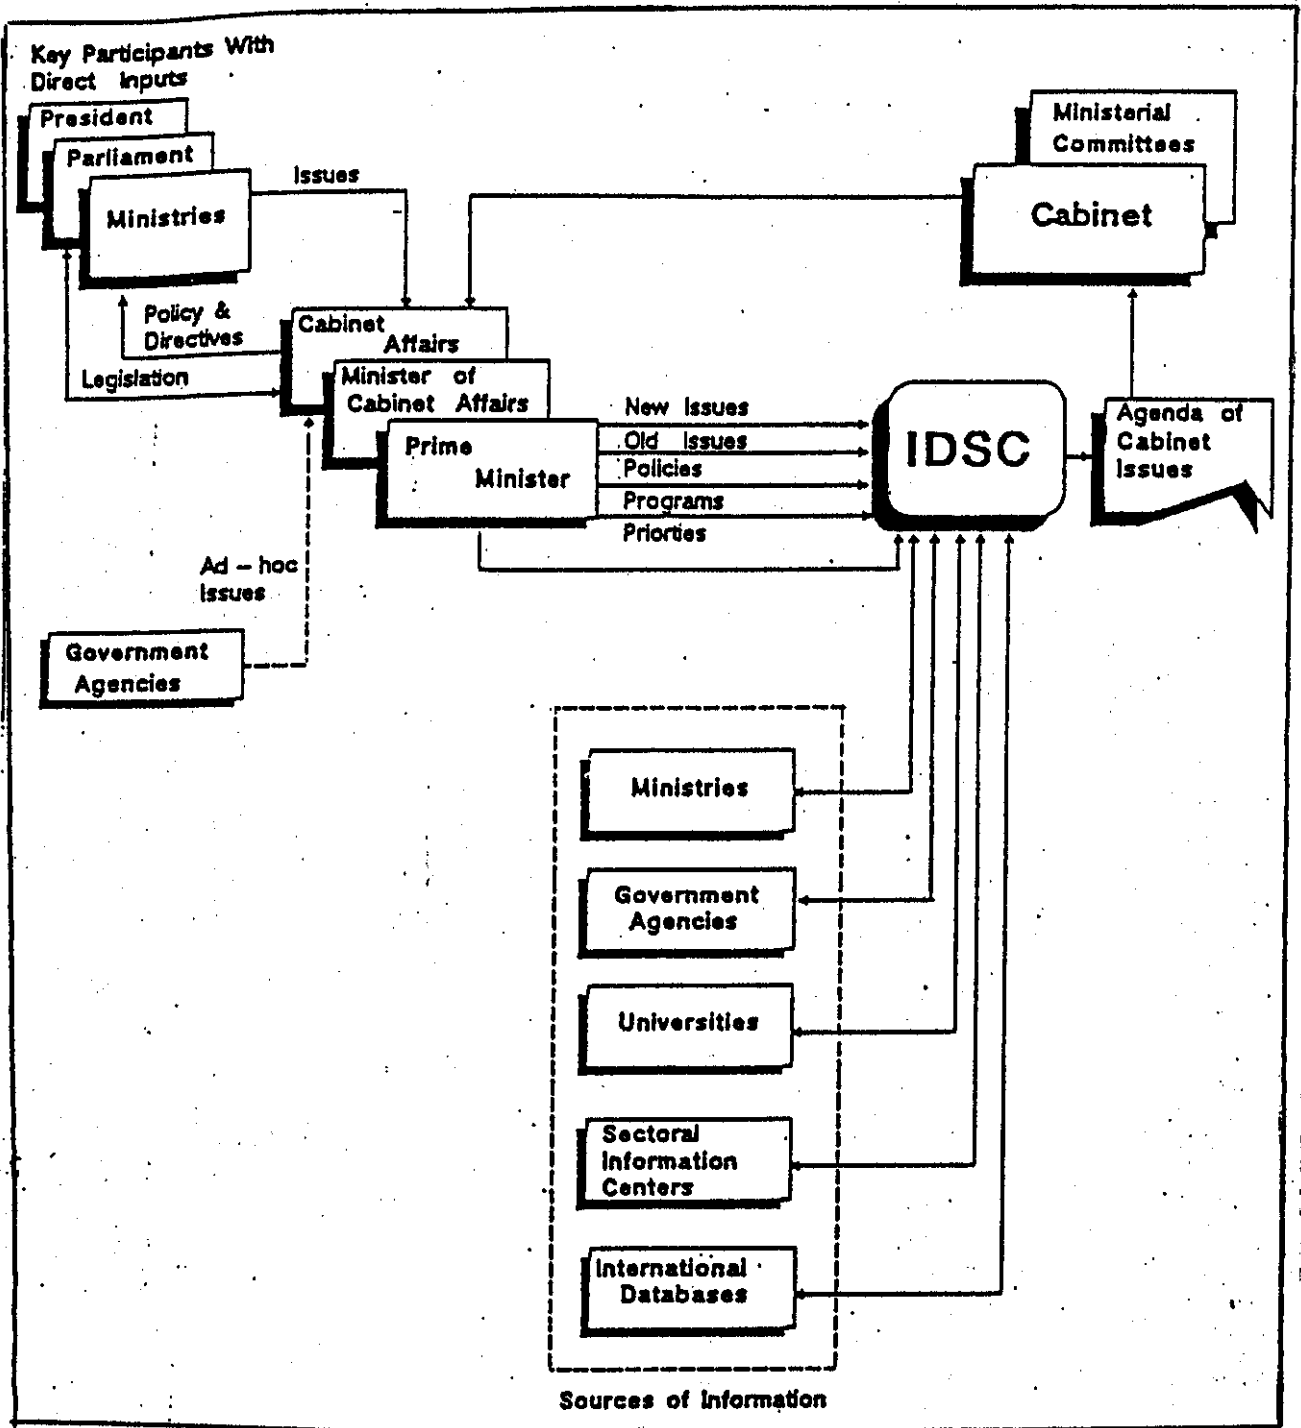 Key Participants With
Direct Inputs
President
Parliament
Ministries
Issues
Ministerial
Committees
Cabinet
Policy &
Directives
Legislation
Cabinet
Affairs
Minister of
Cabinet Affairs
Prime
Minister
New Issues
Old Issues
Policies
Programs
Priorties
IDSC
Agenda of
Cabinet
Issues
Ad - hoc
Issues
Government
Agencies
Ministries
Government
Agencies
Universities
Sectoral
Information
Centers
International
Databases
Sources of Information